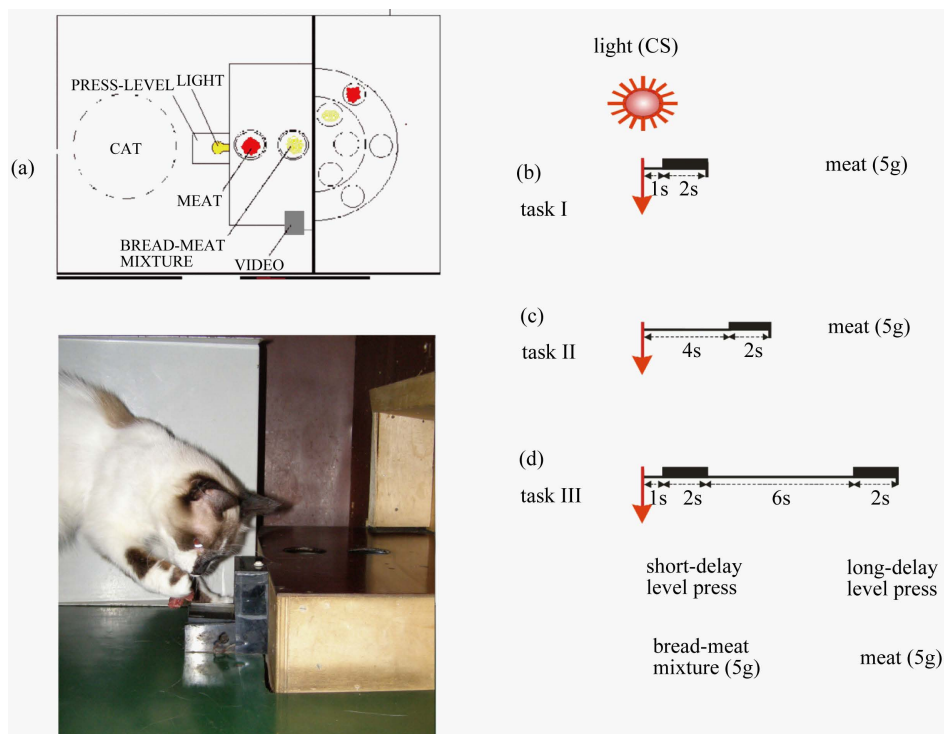 (a)
PRESS-LEVEL
LIGHT
CAT
MEAT
BREAD-MEAT
MIXTURE
VIDEO
light (CS)
(b)
task I
1s
2s
meat (5g)
(c)
task II
4s
2s
meat (5g)
(d)
task III
1s
2s
6s
2s
short-delay
level press
long-delay
level press
bread-meat
mixture (5g)
meat (5g)